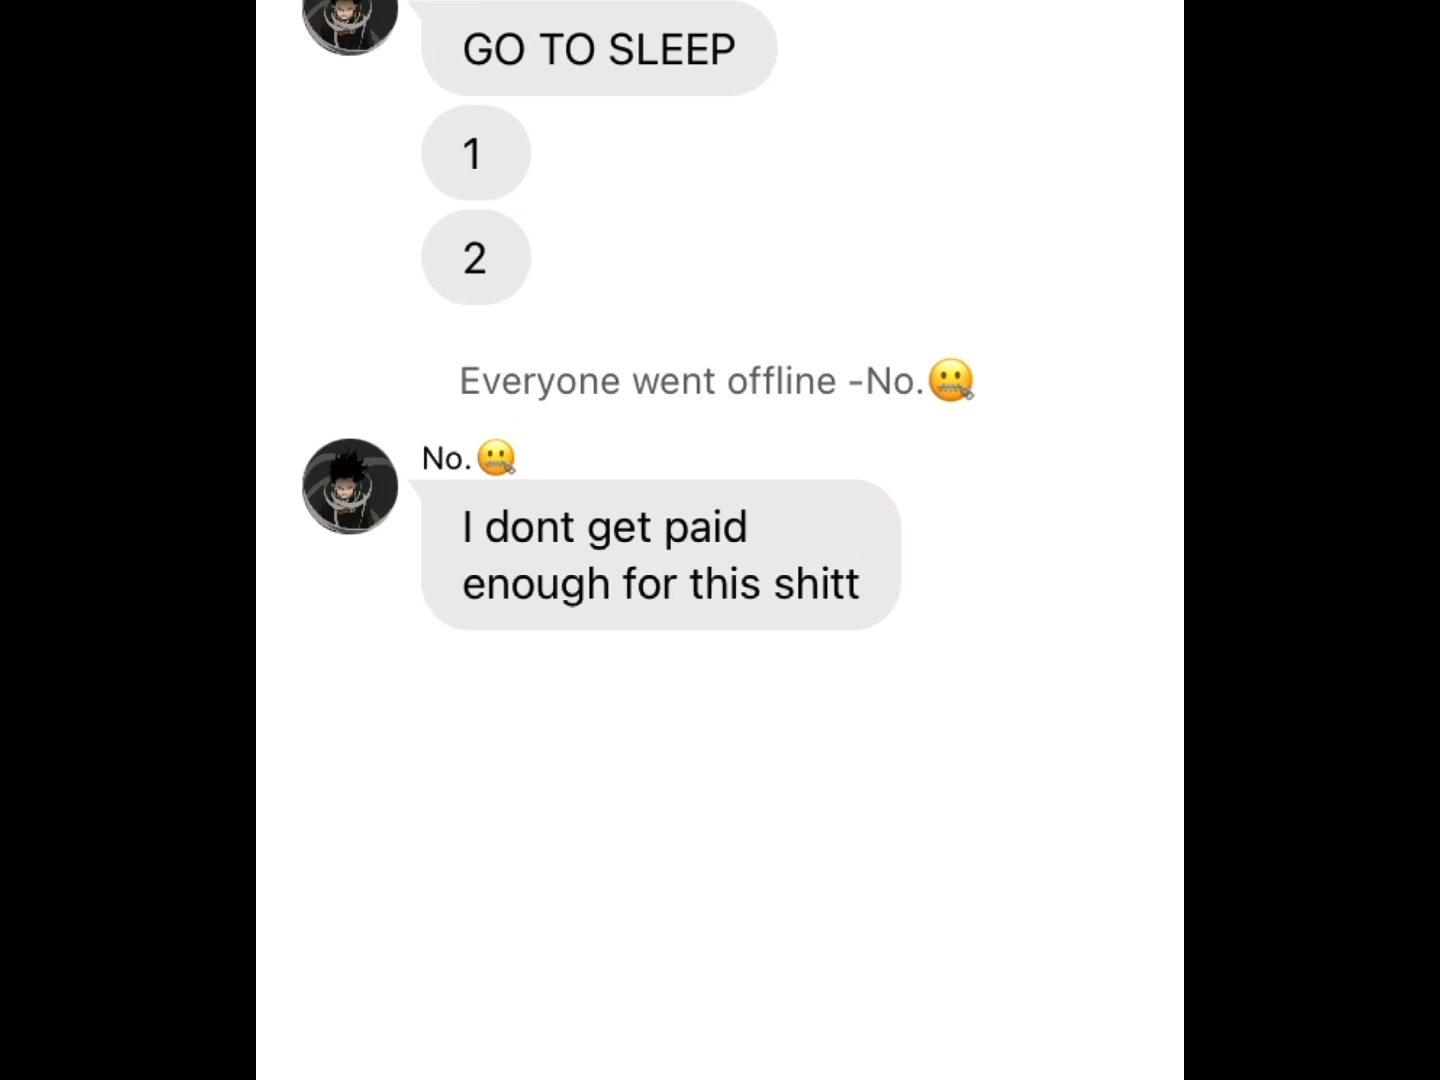 GO TO SLEEP
1
2
Everyone went offline -No.🤐
No.🤐
I dont get paid
enough for this shitt